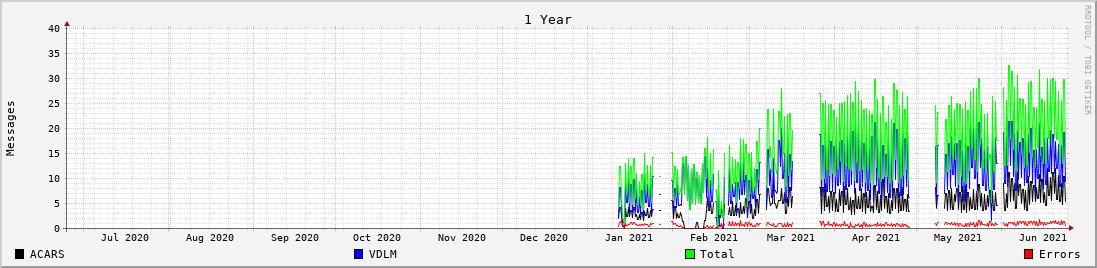 1 Year
RRDTOOL / TOBI OETIKER
Messages
40
35
30
25
20
15
10
5
0
Jul 2020 Aug 2020 Sep 2020 Oct 2020 Nov 2020 Dec 2020 Jan 2021 Feb 2021 Mar 2021 Apr 2021 May 2021 Jun 2021
ACARS VDLM Total Errors